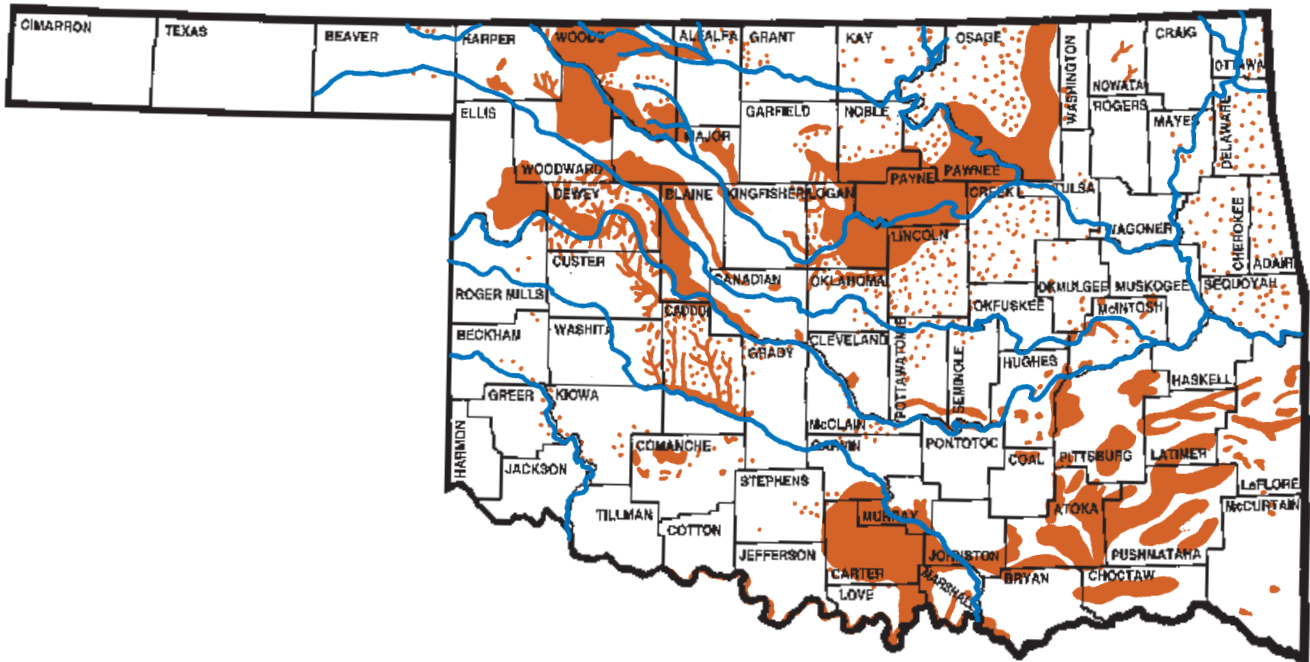 CIMARRON
TEXAS
BEAVER
HARPER
WOODS
ALFALFA
GRANT
KAY
OSAGE
WASHINGTON
NOWATA
CRAIG
OTTAWA
ELLIS
WOODWARD
MAJOR
GARFIELD
NOBLE
ROGERS
MAYES
DELAWARE
DEWEY
BLAINE
KINGFISHER
LOGAN
PAYNE
PAWNEE
CREEK
TULSA
WAGONER
CHEROKEE
ADAIR
LINCOLN
CUSTER
CANADIAN
OKLAHOMA
OKMULGEE
MUSKOGEE
SEQUOYAH
ROGER MILLS
CADDO
OKFUSKEE
McINTOSH
BECKHAM
WASHITA
GRADY
CLEVELAND
POTTAWATOMIE
SEMINOLE
HUGHES
HASKELL
GREER
KIOWA
McCLAIN
HARMON
JACKSON
COMANCHE
GARVIN
PONTOTOC
COAL
PITTSBURG
LATIMER
LeFLORE
STEPHENS
TILLMAN
COTTON
MURRAY
ATOKA
McCURTAIN
JEFFERSON
CARTER
JOHNSTON
PUSHMATAHA
LOVE
MARSHALL
BRYAN
CHOCTAW